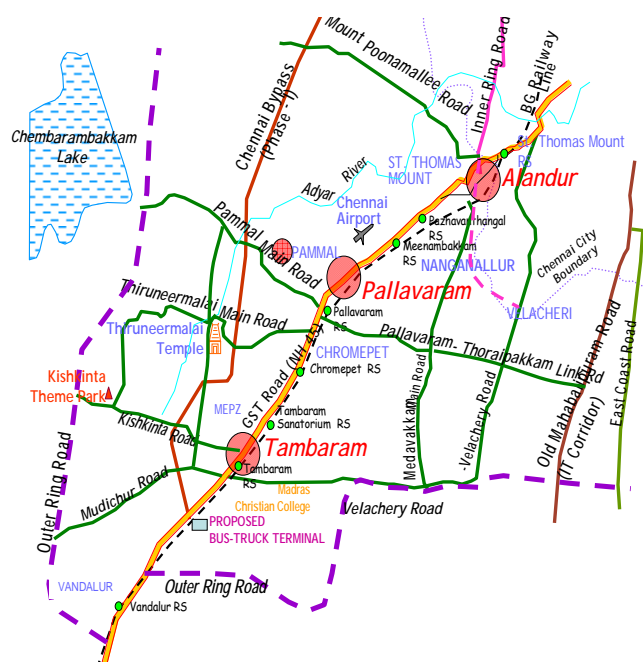 Mount Poonamallee
Road
Inner Ring Road
BG Railway
Line
Chennai Bypass
(Phase - II)
Chembarambakkam
Lake
St. Thomas Mount
RS
ST. THOMAS
MOUNT
Alandur
Adyar
River
Chennai
Airport
Pazhavanthangal
RS
Meenambakkam
RS
Pammal
Main Road
PAMMAL
NANGANALLUR
Chennai City
Boundary
Pallavaram
VELACHERI
Thiruneermalai
Main Road
Pallavaram
RS
Thiruneermalai
Temple
GST Road (NH 45)
CHROMEPET
Pallavaram- Thoraipakkam Link Rd
Chromepet RS
Kishkinta
Theme Park
MEPZ
Tambaram
Sanatorium RS
Kishkinta Road
Tambaram
Tambaram
RS
Medavakkam
Main Road
-Velachery Road
Old Mahabalipuram Road
(IT Corridor)
East Coast Road
Outer Ring Road
Mudichur Road
Madras
Christian College
Velachery Road
PROPOSED
BUS-TRUCK TERMINAL
VANDALUR
Outer Ring Road
Vandalur RS